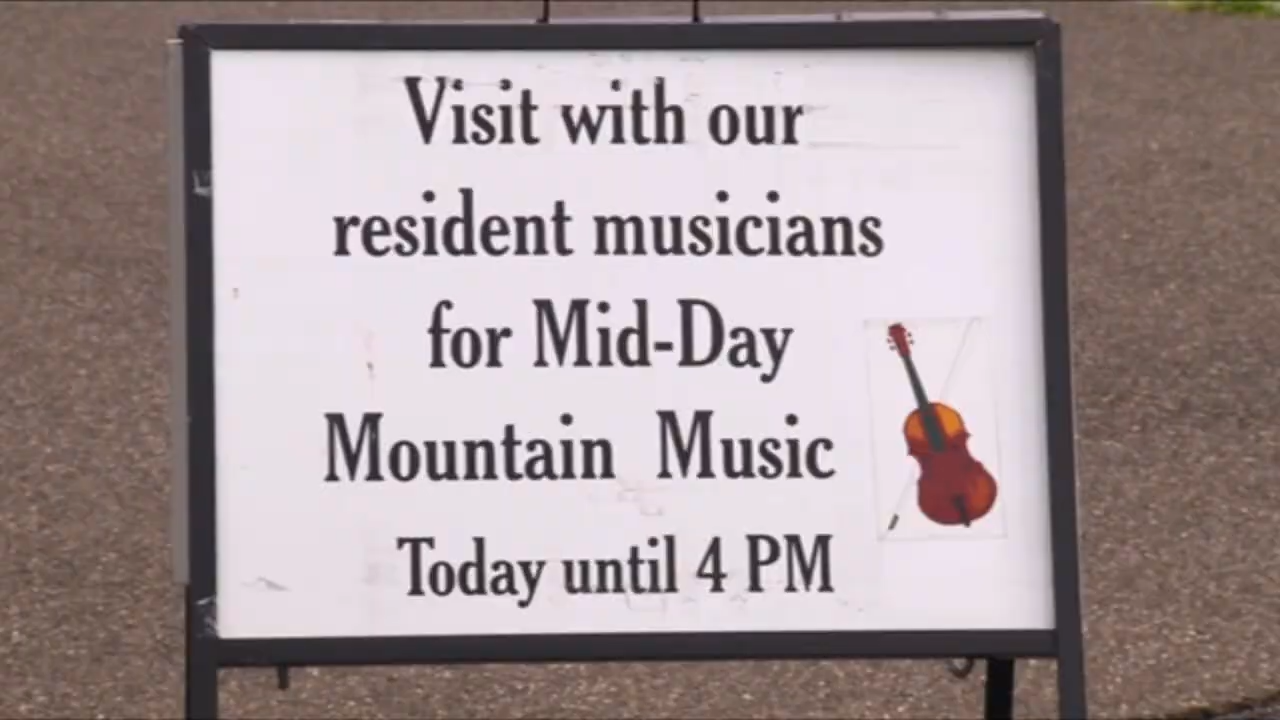 Visit with our
resident musicians
for Mid-Day
Mountain Music
Today until 4 PM